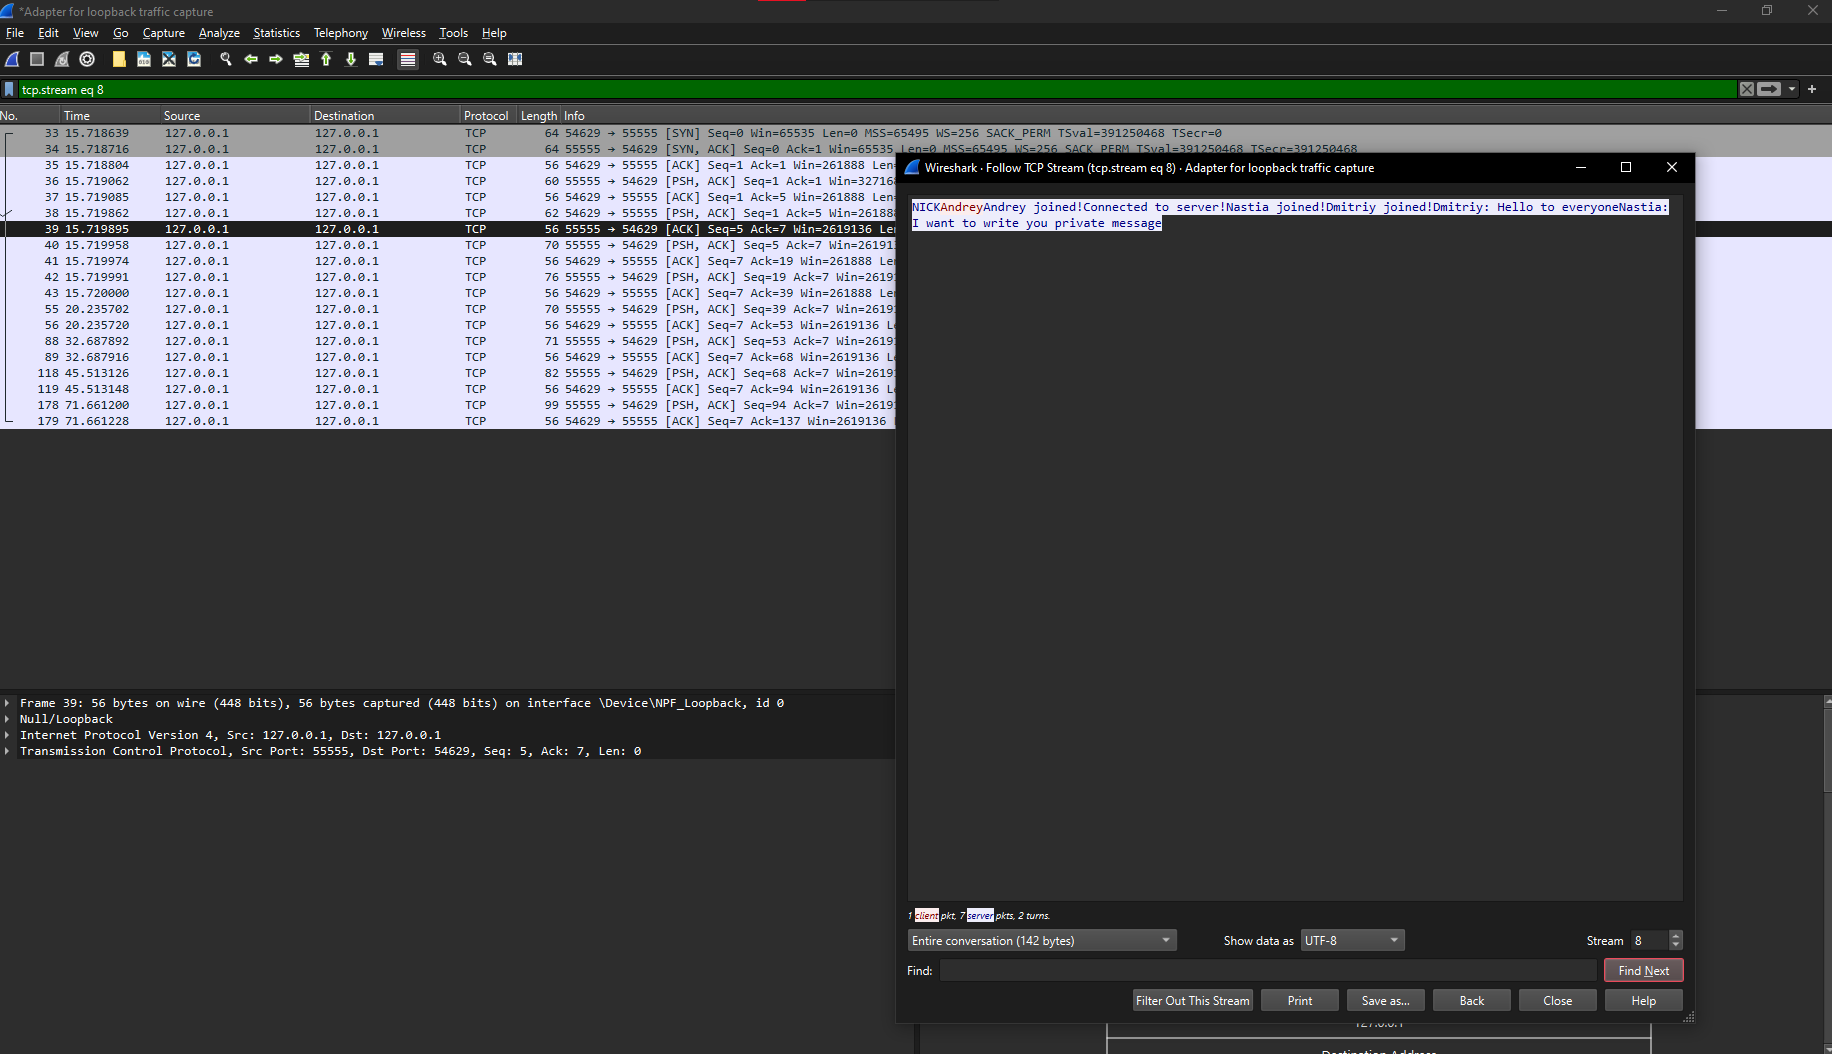 *Adapter for loopback traffic capture
File Edit View Go Capture Analyze Statistics Telephony Wireless Tools Help
tcp.stream eq 8
No. Time Source Destination Protocol Length Info
33 15.718639 127.0.0.1 127.0.0.1 TCP 64 54629 → 55555 [SYN] Seq=0 Win=65535 Len=0 MSS=65495 WS=256 SACK_PERM TSval=391250468 TSecr=0
34 15.718716 127.0.0.1 127.0.0.1 TCP 64 55555 → 54629 [SYN, ACK] Seq=0 Ack=1 Win=65535 Len=0 MSS=65495 WS=256 SACK_PERM TSval=391250468 TSecr=391250468
35 15.718804 127.0.0.1 127.0.0.1 TCP 56 54629 → 55555 [ACK] Seq=1 Ack=1 Win=261888 Len
36 15.719062 127.0.0.1 127.0.0.1 TCP 60 55555 → 54629 [PSH, ACK] Seq=1 Ack=1 Win=32716
37 15.719085 127.0.0.1 127.0.0.1 TCP 56 54629 → 55555 [ACK] Seq=1 Ack=5 Win=261888 Len
38 15.719862 127.0.0.1 127.0.0.1 TCP 62 54629 → 55555 [PSH, ACK] Seq=1 Ack=5 Win=26188
39 15.719895 127.0.0.1 127.0.0.1 TCP 56 55555 → 54629 [ACK] Seq=5 Ack=7 Win=2619136 Le
40 15.719958 127.0.0.1 127.0.0.1 TCP 70 55555 → 54629 [PSH, ACK] Seq=5 Ack=7 Win=26191
41 15.719974 127.0.0.1 127.0.0.1 TCP 56 54629 → 55555 [ACK] Seq=7 Ack=19 Win=261888 Le
42 15.719991 127.0.0.1 127.0.0.1 TCP 76 55555 → 54629 [PSH, ACK] Seq=19 Ack=7 Win=2619
43 15.720000 127.0.0.1 127.0.0.1 TCP 56 54629 → 55555 [ACK] Seq=7 Ack=39 Win=261888 Le
55 20.235702 127.0.0.1 127.0.0.1 TCP 70 55555 → 54629 [PSH, ACK] Seq=39 Ack=7 Win=2619
56 20.235720 127.0.0.1 127.0.0.1 TCP 56 54629 → 55555 [ACK] Seq=7 Ack=53 Win=2619136 L
88 32.687892 127.0.0.1 127.0.0.1 TCP 71 55555 → 54629 [PSH, ACK] Seq=53 Ack=7 Win=2619
89 32.687916 127.0.0.1 127.0.0.1 TCP 56 54629 → 55555 [ACK] Seq=7 Ack=68 Win=2619136 L
118 45.513126 127.0.0.1 127.0.0.1 TCP 82 55555 → 54629 [PSH, ACK] Seq=68 Ack=7 Win=2619
119 45.513148 127.0.0.1 127.0.0.1 TCP 56 54629 → 55555 [ACK] Seq=7 Ack=94 Win=2619136 L
178 71.661200 127.0.0.1 127.0.0.1 TCP 99 55555 → 54629 [PSH, ACK] Seq=94 Ack=7 Win=2619
179 71.661228 127.0.0.1 127.0.0.1 TCP 56 54629 → 55555 [ACK] Seq=7 Ack=137 Win=2619136
Wireshark · Follow TCP Stream (tcp.stream eq 8) · Adapter for loopback traffic capture
NICKAndreyAndrey joined!Connected to server!Nastia joined!Dmitriy joined!Dmitriy: Hello to everyoneNastia:
I want to write you private message
1 client pkt, 7 server pkts, 2 turns.
Entire conversation (142 bytes) Show data as UTF-8 Stream 8
Find: Find Next
Filter Out This Stream Print Save as... Back Close Help
Frame 39: 56 bytes on wire (448 bits), 56 bytes captured (448 bits) on interface \Device\NPF_Loopback, id 0
Null/Loopback
Internet Protocol Version 4, Src: 127.0.0.1, Dst: 127.0.0.1
Transmission Control Protocol, Src Port: 55555, Dst Port: 54629, Seq: 5, Ack: 7, Len: 0
127.0.0.1
Destination Address